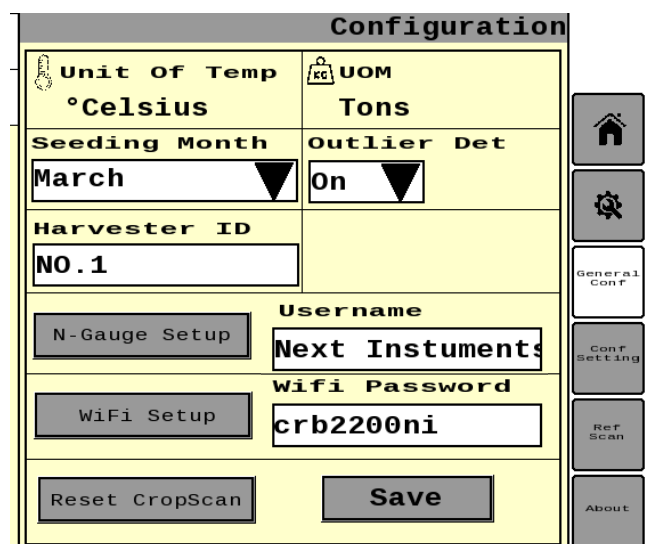 Configuration
Unit Of Temp
KG UOM
°Celsius
Tons
Seeding Month
Outlier Det
March
On
Harvester ID
NO.1
Username
N-Gauge Setup
Next Instuments
Wifi Password
WiFi Setup
crb2200ni
Reset CropScan
Save
General
Conf
Conf
Setting
Ref
Scan
About